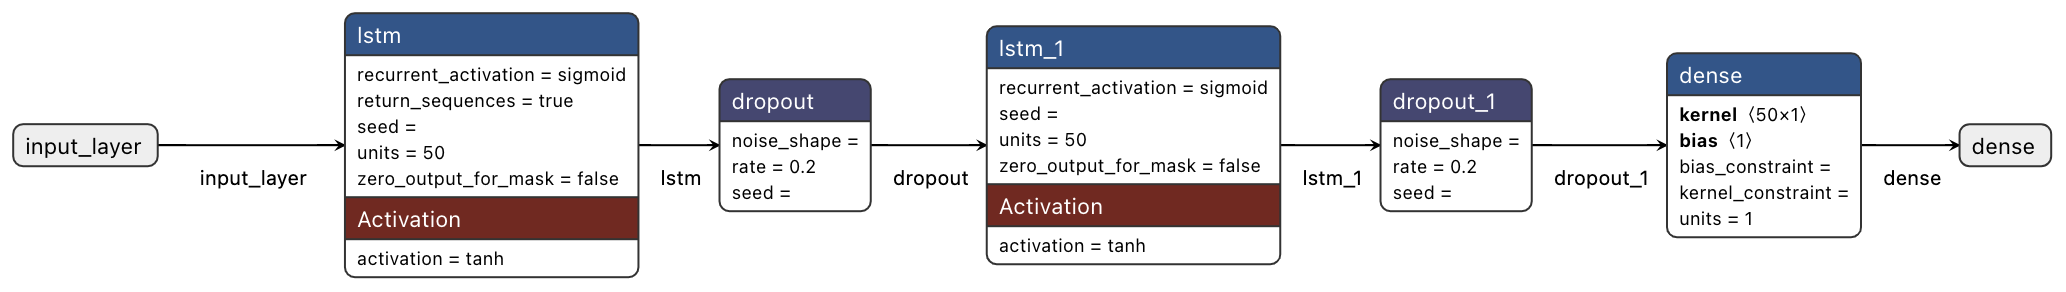 input_layer
input_layer
lstm
recurrent_activation = sigmoid
return_sequences = true
seed =
units = 50
zero_output_for_mask = false
Activation
activation = tanh
lstm
dropout
noise_shape =
rate = 0.2
seed =
dropout
lstm_1
recurrent_activation = sigmoid
seed =
units = 50
zero_output_for_mask = false
Activation
activation = tanh
lstm_1
dropout_1
noise_shape =
rate = 0.2
seed =
dropout_1
dense
kernel ⟨50×1⟩
bias ⟨1⟩
bias_constraint =
kernel_constraint =
units = 1
dense
dense